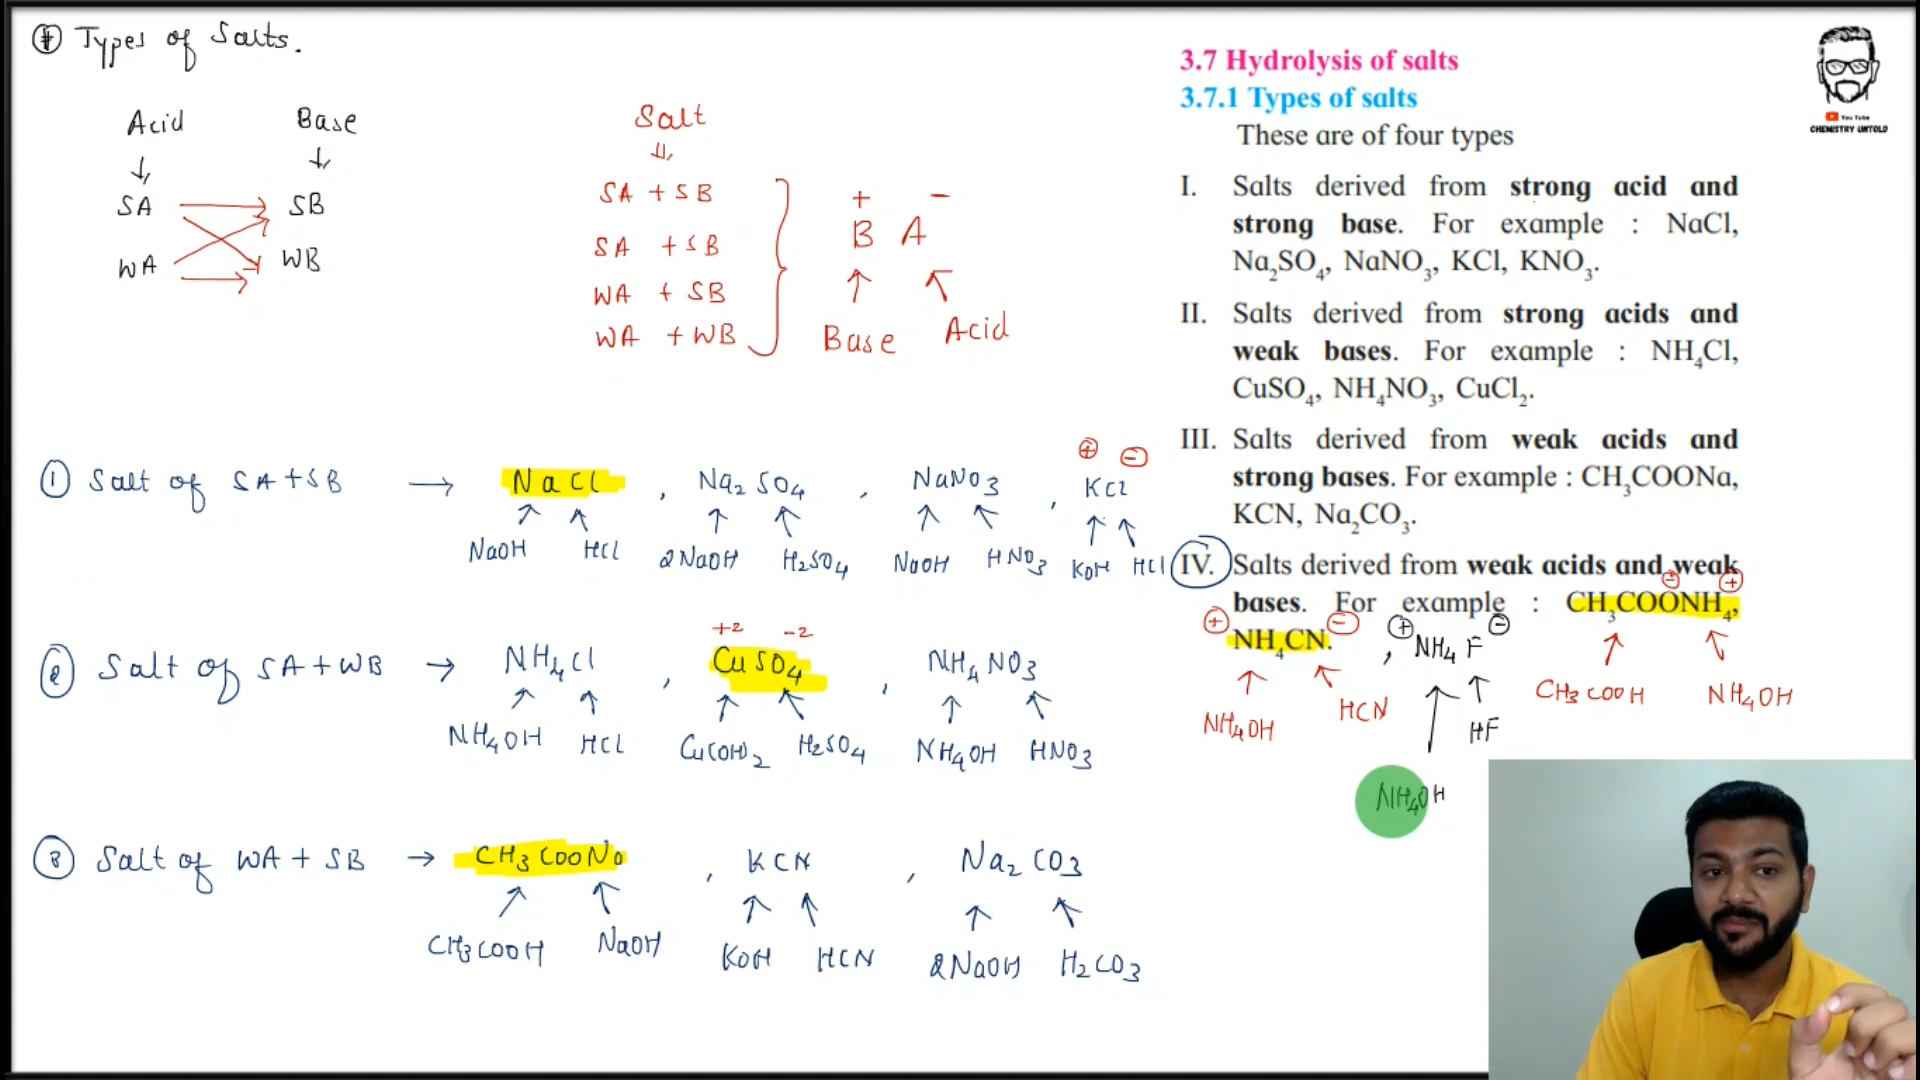 # Types of Salts.
Acid Base
SA SB
WA WB
Salt
SA + SB
SA + SB
WA + SB
WA + WB
+ -
B A
Base Acid
① Salt of SA+SB → NaCl, Na2SO4, NaNO3, KCl
+ -
NaOH HCl 2NaOH H2SO4 NaOH HNO3 KOH HCl
② Salt of SA+WB → NH4Cl, CuSO4, NH4NO3
+2 -2
NH4OH HCl Cu(OH)2 H2SO4 NH4OH HNO3
③ Salt of WA + SB → CH3COONa, KCN, Na2CO3
CH3COOH NaOH KOH HCN 2NaOH H2CO3
3.7 Hydrolysis of salts
3.7.1 Types of salts
These are of four types
I. Salts derived from strong acid and
strong base. For example : NaCl,
Na2SO4, NaNO3, KCl, KNO3.
II. Salts derived from strong acids and
weak bases. For example : NH4Cl,
CuSO4, NH4NO3, CuCl2.
III. Salts derived from weak acids and
strong bases. For example : CH3COONa,
KCN, Na2CO3.
IV. Salts derived from weak acids and weak
bases. For example : CH3COONH4,
- +
NH4CN. , NH4F
+ - + -
NH4OH HCN HF CH3COOH NH4OH
NH4OH
You Tube
CHEMISTRY UNTOLD